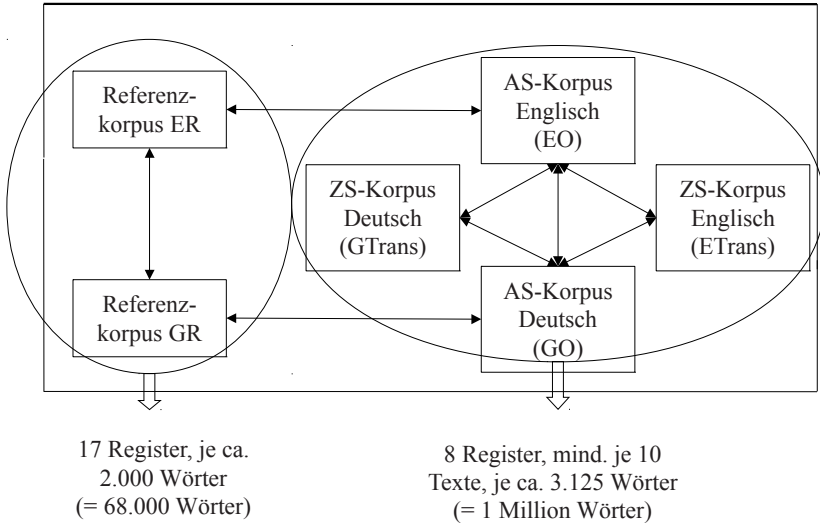 Referenz-
korpus ER
AS-Korpus
Englisch
(EO)
ZS-Korpus
Deutsch
(GTrans)
ZS-Korpus
Englisch
(ETrans)
Referenz-
korpus GR
AS-Korpus
Deutsch
(GO)
17 Register, je ca.
2.000 Wörter
(= 68.000 Wörter)
8 Register, mind. je 10
Texte, je ca. 3.125 Wörter
(= 1 Million Wörter)